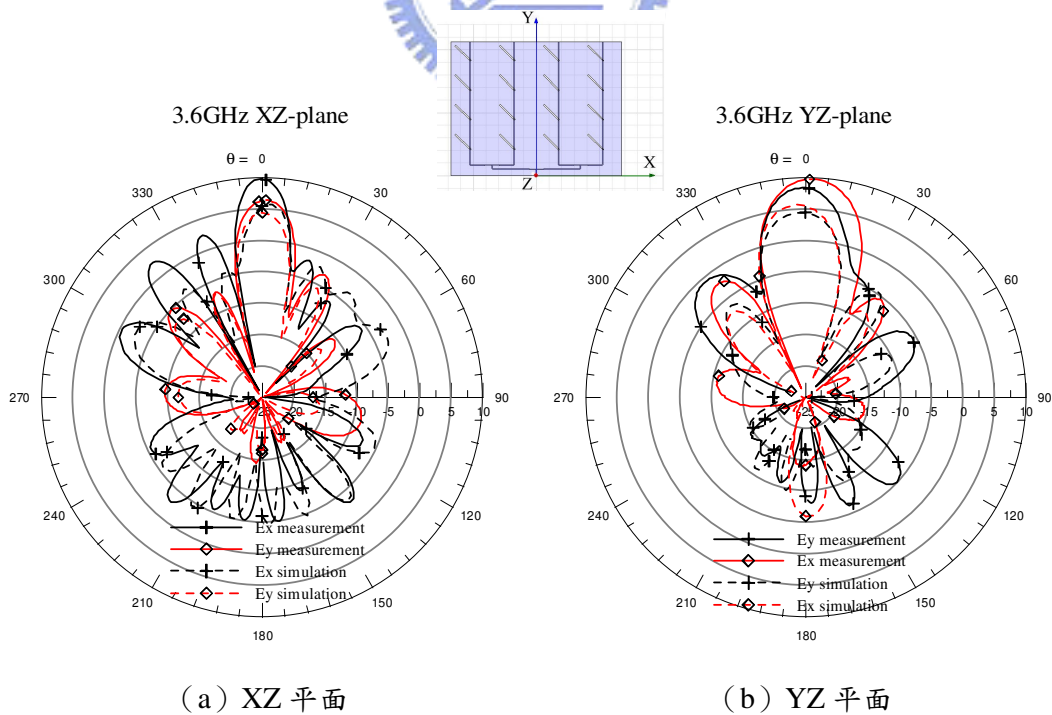 Y
X
Z
3.6GHz XZ-plane
θ = 0
30
60
90
120
150
180
210
240
270
300
330
-25 -20 -15 -10 -5 0 5 10
Ex measurement
Ey measurement
Ex simulation
Ey simulation
(a) XZ 平面
3.6GHz YZ-plane
θ = 0
30
60
90
120
150
180
210
240
270
300
330
-25 -20 -15 -10 -5 0 5 10
Ey measurement
Ex measurement
Ey simulation
Ex simulation
(b) YZ 平面